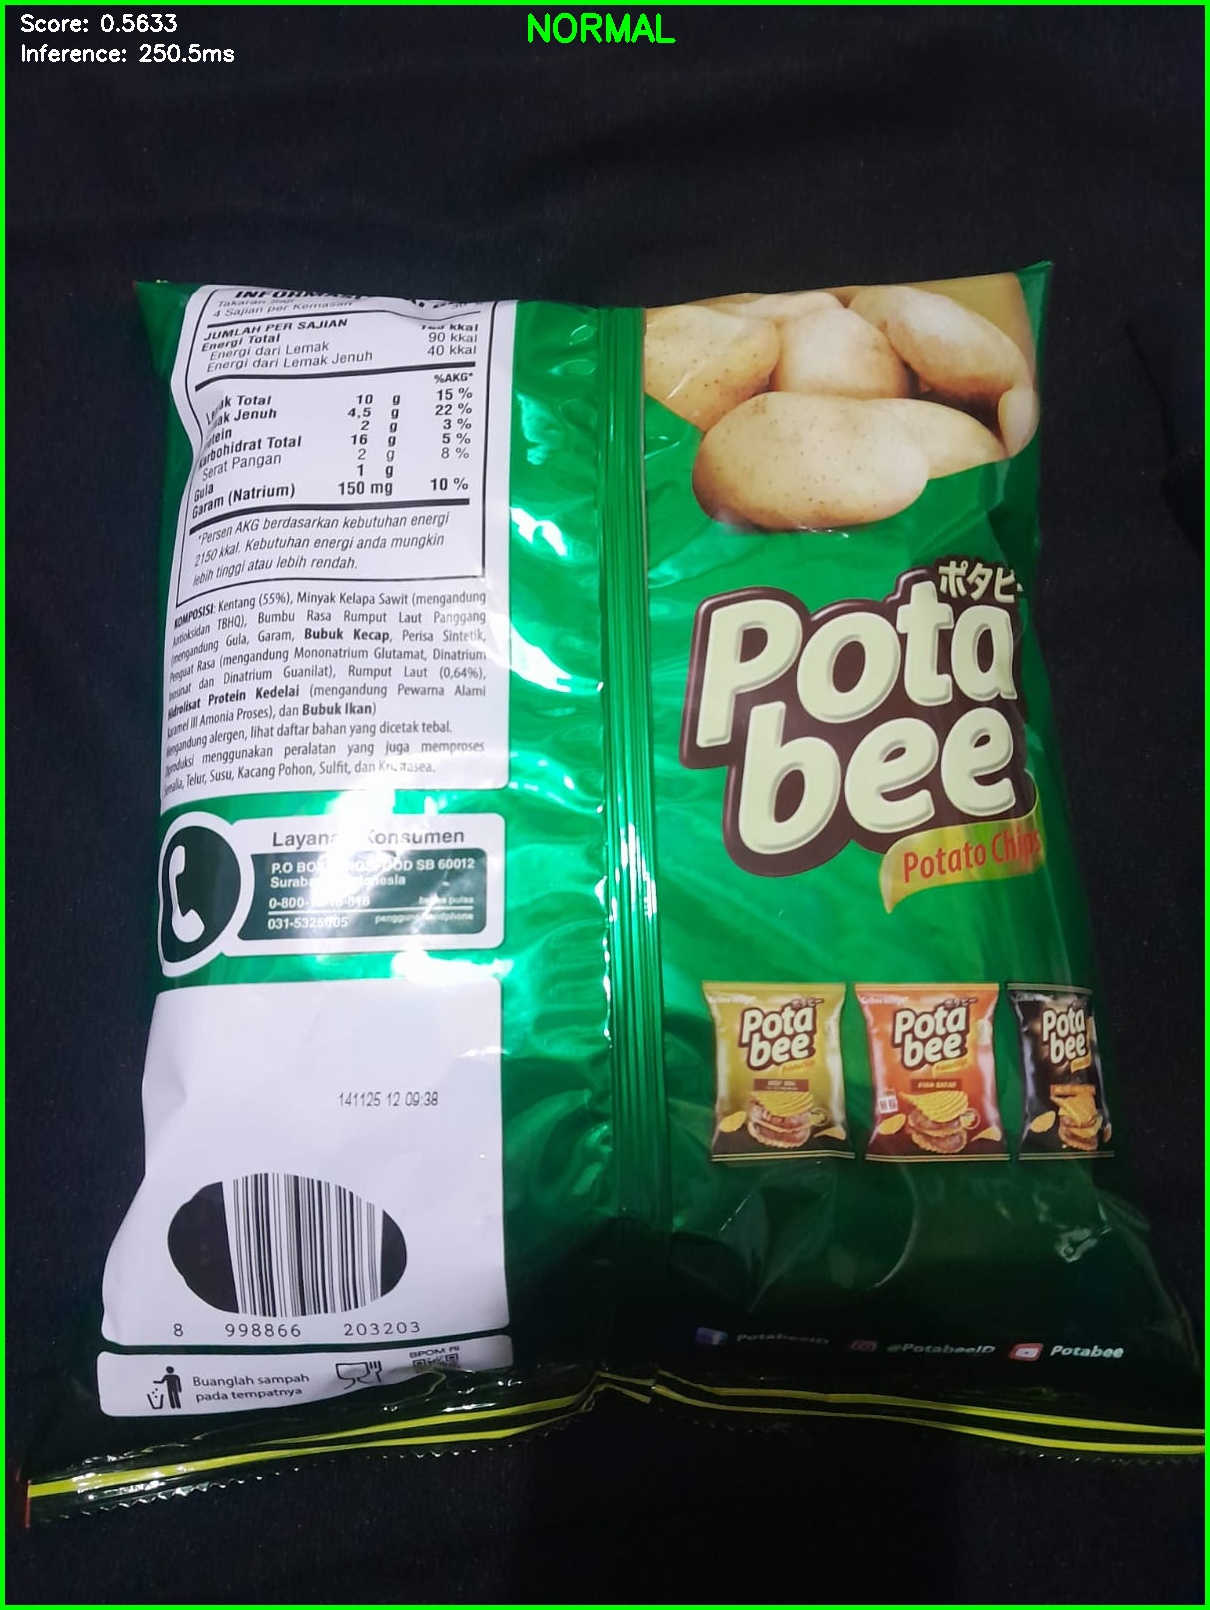 Score: 0.5633
Inference: 250.5ms
NORMAL
Takaran Saji
4 Sajian per Kemasan
JUMLAH PER SAJIAN
Energi Total kkal
Energi dari Lemak 90 kkal
Energi dari Lemak Jenuh 40 kkal
%AKG*
Total 10 g 15 %
Jenuh 4,5 g 22 %
2 g 3 %
Karbohidrat Total 16 g 5 %
Serat Pangan 2 g 8 %
Gula 1 g
Garam (Natrium) 150 mg 10 %
*Persen AKG berdasarkan kebutuhan energi
2150 kkal. Kebutuhan energi anda mungkin
lebih tinggi atau lebih rendah.
KOMPOSISI: Kentang (55%), Minyak Kelapa Sawit (mengandung
TBHQ), Bumbu Rasa Rumput Laut Panggang
(mengandung Gula, Garam, Bubuk Kecap, Perisa Sintetik,
Penguat Rasa (mengandung Mononatrium Glutamat, Dinatrium
Inosinat dan Dinatrium Guanilat), Rumput Laut (0,64%),
Hidrolisat Protein Kedelai (mengandung Pewarna Alami
Karamel III Amonia Proses), dan Bubuk Ikan)
Mengandung alergen, lihat daftar bahan yang dicetak tebal.
Diproduksi menggunakan peralatan yang juga memproses
Telur, Susu, Kacang Pohon, Sulfit, dan
Layanan Konsumen
P.O BOX SB 60012
031-5325005
141125 12 09:38
8 998866 203203
Buanglah sampah
pada tempatnya
BPOM RI
ポタビー
Pota
bee
Potato Chips
Pota
bee
Pota
bee
Pota
bee
PotabeeID
@PotabeeID
Potabee